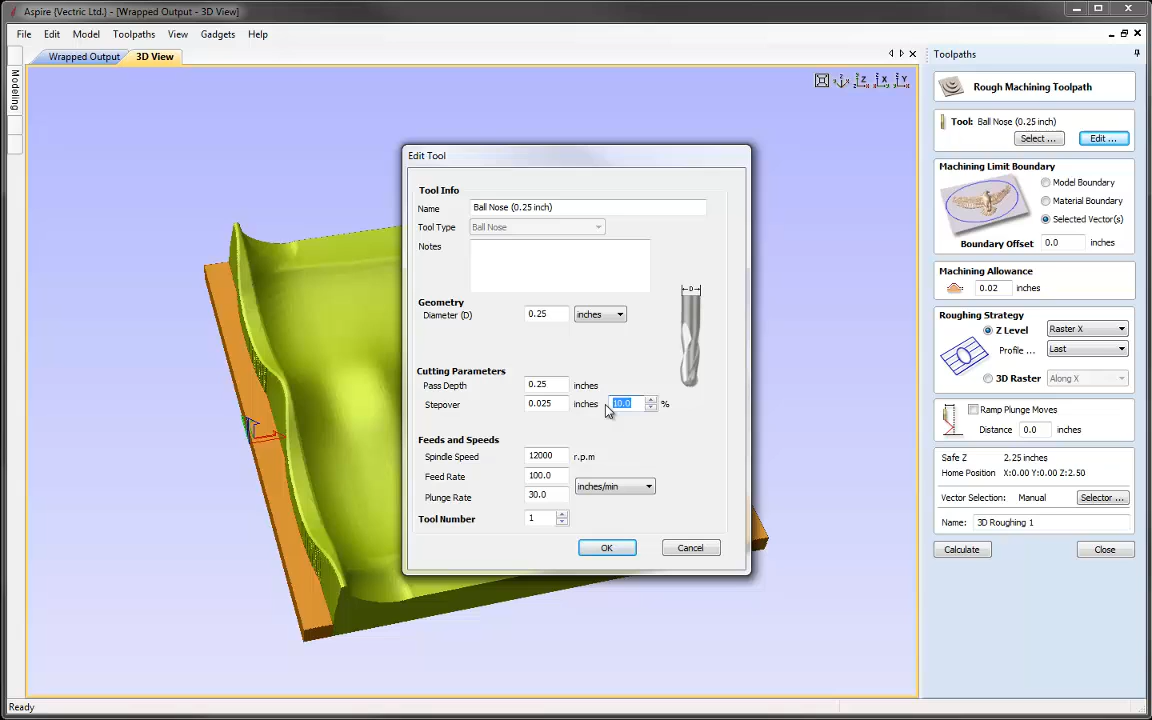 Aspire {Vectric Ltd.} - [Wrapped Output - 3D View]
File Edit Model Toolpaths View Gadgets Help
Wrapped Output 3D View
Modeling
Z X Y
Edit Tool
Tool Info
Name Ball Nose (0.25 inch)
Tool Type Ball Nose
Notes
D
Geometry
Diameter (D) 0.25 inches
Cutting Parameters
Pass Depth 0.25 inches
Stepover 0.025 inches 10.0 %
Feeds and Speeds
Spindle Speed 12000 r.p.m
Feed Rate 100.0
inches/min
Plunge Rate 30.0
Tool Number 1
OK Cancel
Toolpaths
Rough Machining Toolpath
Tool: Ball Nose (0.25 inch)
Select ... Edit ...
Machining Limit Boundary
Model Boundary
Material Boundary
Selected Vector(s)
Boundary Offset 0.0 inches
Machining Allowance
0.02 inches
Roughing Strategy
Z Level Raster X
Profile ... Last
3D Raster Along X
Ramp Plunge Moves
Distance 0.0 inches
Safe Z 2.25 inches
Home Position X:0.00 Y:0.00 Z:2.50
Vector Selection: Manual Selector ...
Name: 3D Roughing 1
Calculate Close
Ready